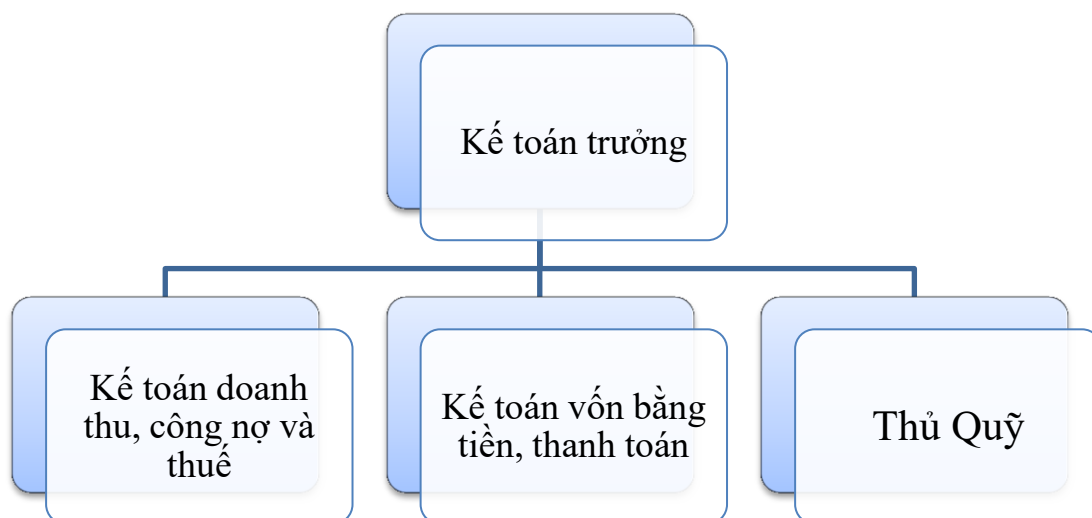 Kế toán trưởng
Kế toán doanh
thu, công nợ và
thuế
Kế toán vốn bằng
tiền, thanh toán
Thủ Quỹ